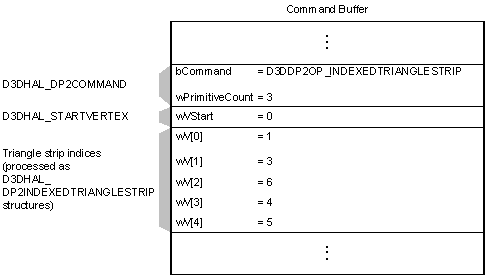 Command Buffer
D3DHAL_DP2COMMAND
bCommand = D3DDP2OP_INDEXEDTRIANGLESTRIP
wPrimitiveCount = 3
D3DHAL_STARTVERTEX
wVStart = 0
Triangle strip indices
(processed as
D3DHAL_
DP2INDEXEDTRIANGLESTRIP
structures)
wV[0] = 1
wV[1] = 3
wV[2] = 6
wV[3] = 4
wV[4] = 5